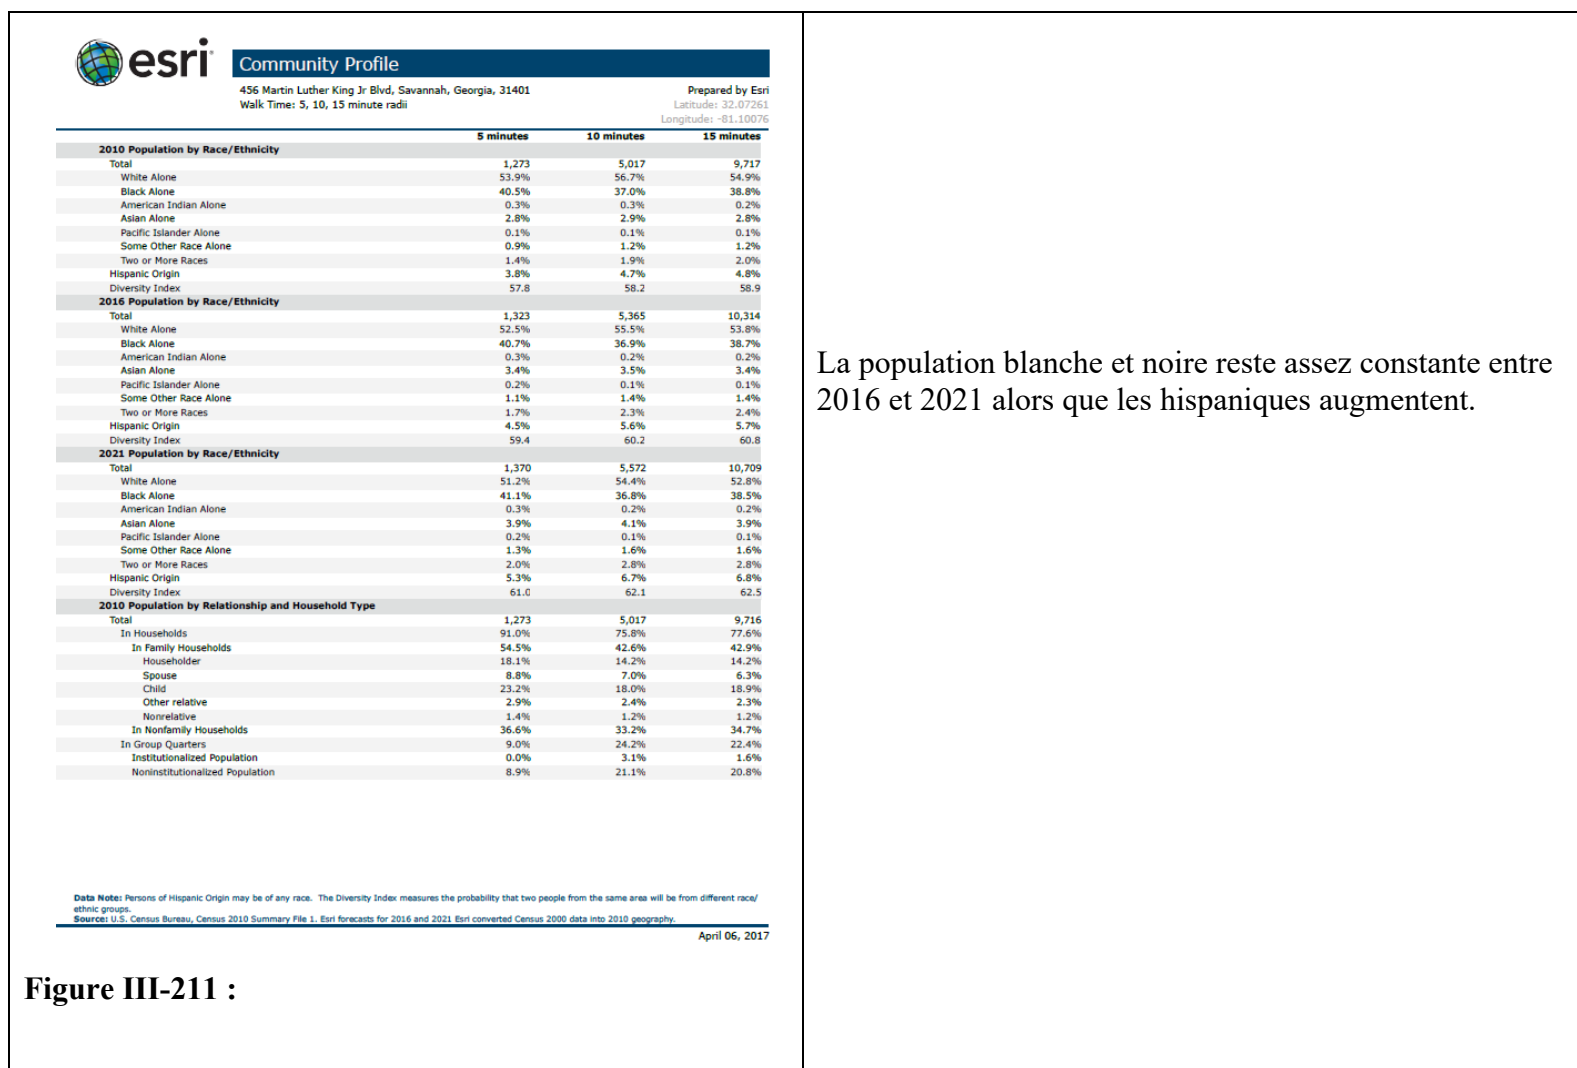 esri
Community Profile
456 Martin Luther King Jr Blvd, Savannah, Georgia, 31401 Prepared by Esri
Walk Time: 5, 10, 15 minute radii Latitude: 32.07261
Longitude: -81.10076
5 minutes 10 minutes 15 minutes
2010 Population by Race/Ethnicity
Total 1,273 5,017 9,717
White Alone 53.9% 56.7% 54.9%
Black Alone 40.5% 37.0% 38.8%
American Indian Alone 0.3% 0.3% 0.2%
Asian Alone 2.8% 2.9% 2.8%
Pacific Islander Alone 0.1% 0.1% 0.1%
Some Other Race Alone 0.9% 1.2% 1.2%
Two or More Races 1.4% 1.9% 2.0%
Hispanic Origin 3.8% 4.7% 4.8%
Diversity Index 57.8 58.2 58.9
2016 Population by Race/Ethnicity
Total 1,323 5,365 10,314
White Alone 52.5% 55.5% 53.8%
Black Alone 40.7% 36.9% 38.7%
American Indian Alone 0.3% 0.2% 0.2%
Asian Alone 3.4% 3.5% 3.4%
Pacific Islander Alone 0.2% 0.1% 0.1%
Some Other Race Alone 1.1% 1.4% 1.4%
Two or More Races 1.7% 2.3% 2.4%
Hispanic Origin 4.5% 5.6% 5.7%
Diversity Index 59.4 60.2 60.8
2021 Population by Race/Ethnicity
Total 1,370 5,572 10,709
White Alone 51.2% 54.4% 52.8%
Black Alone 41.1% 36.8% 38.5%
American Indian Alone 0.3% 0.2% 0.2%
Asian Alone 3.9% 4.1% 3.9%
Pacific Islander Alone 0.2% 0.1% 0.1%
Some Other Race Alone 1.3% 1.6% 1.6%
Two or More Races 2.0% 2.8% 2.8%
Hispanic Origin 5.3% 6.7% 6.8%
Diversity Index 61.0 62.1 62.5
2010 Population by Relationship and Household Type
Total 1,273 5,017 9,716
In Households 91.0% 75.8% 77.6%
In Family Households 54.5% 42.6% 42.9%
Householder 18.1% 14.2% 14.2%
Spouse 8.8% 7.0% 6.3%
Child 23.2% 18.0% 18.9%
Other relative 2.9% 2.4% 2.3%
Nonrelative 1.4% 1.2% 1.2%
In Nonfamily Households 36.6% 33.2% 34.7%
In Group Quarters 9.0% 24.2% 22.4%
Institutionalized Population 0.0% 3.1% 1.6%
Noninstitutionalized Population 8.9% 21.1% 20.8%
Data Note: Persons of Hispanic Origin may be of any race. The Diversity Index measures the probability that two people from the same area will be from different race/
ethnic groups.
Source: U.S. Census Bureau, Census 2010 Summary File 1. Esri forecasts for 2016 and 2021 Esri converted Census 2000 data into 2010 geography.
April 06, 2017
Figure III-211 :
La population blanche et noire reste assez constante entre
2016 et 2021 alors que les hispaniques augmentent.